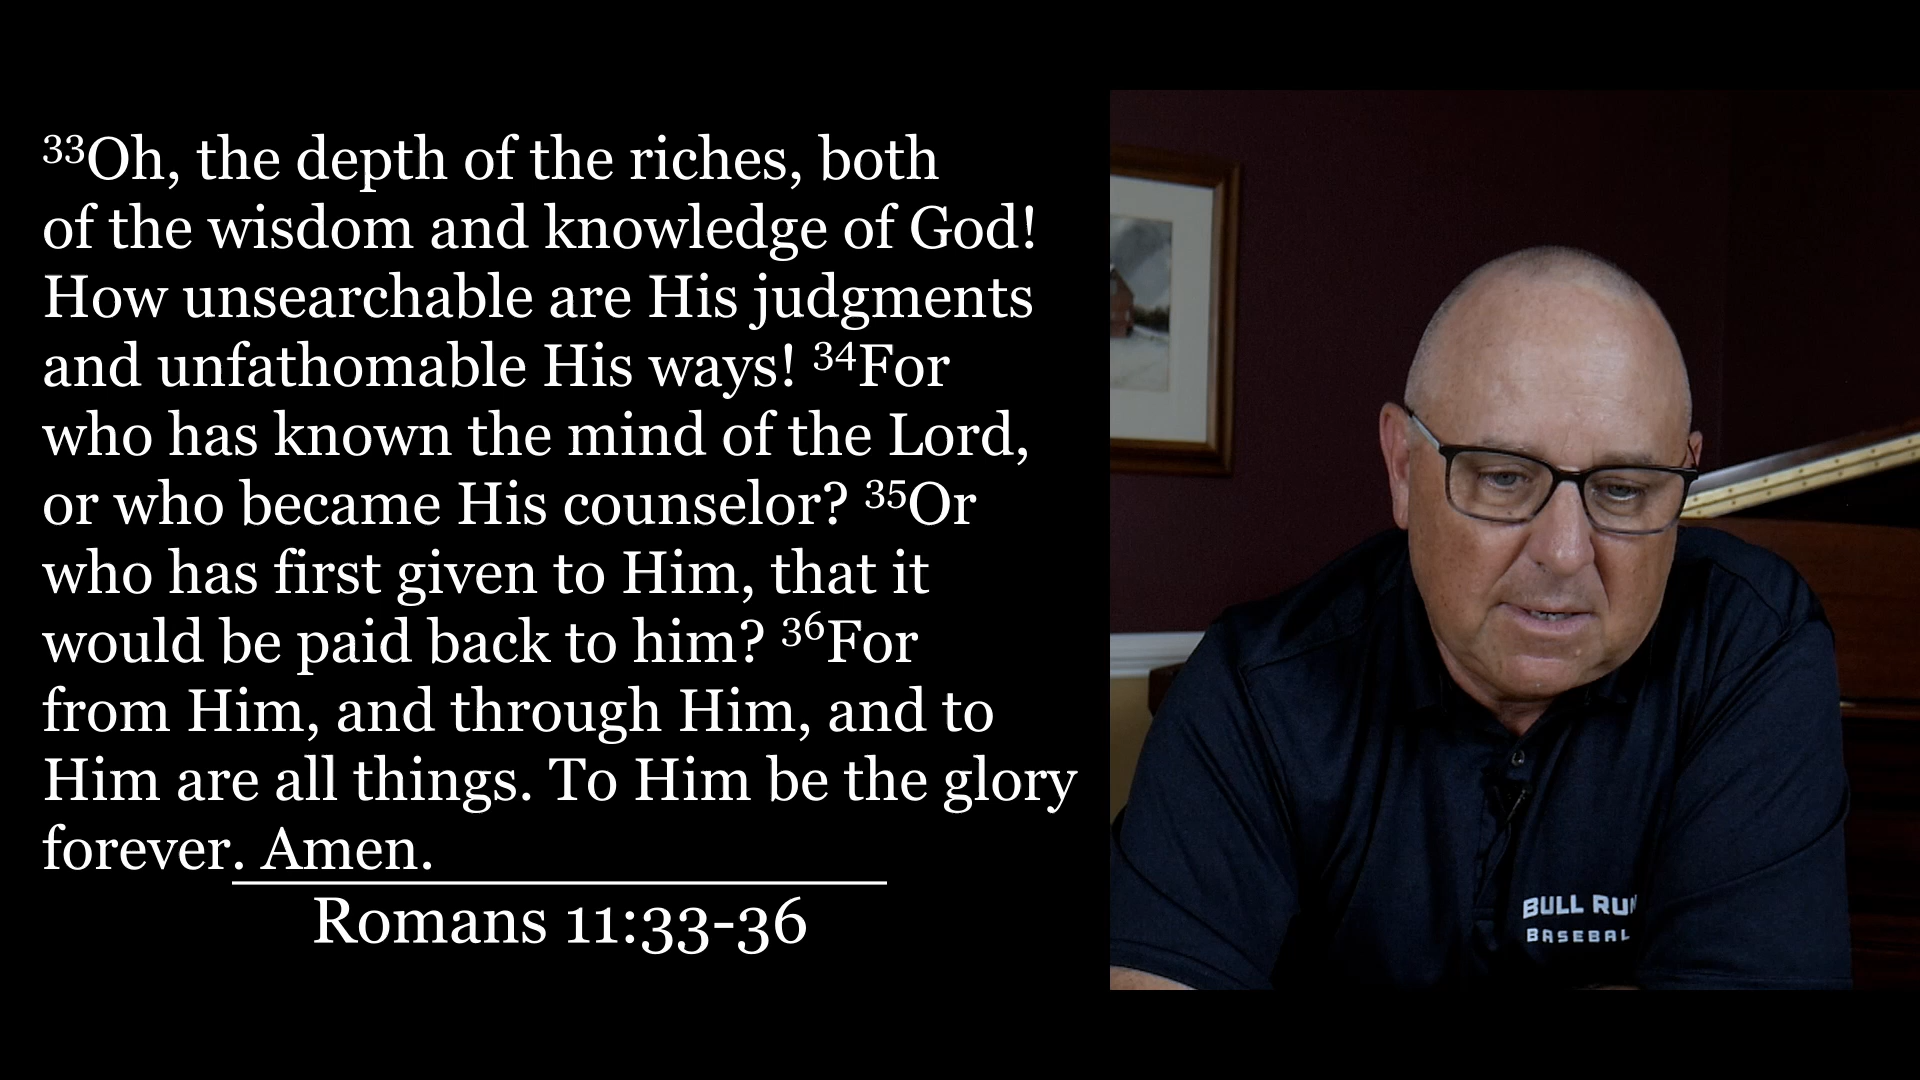 ³³Oh, the depth of the riches, both
of the wisdom and knowledge of God!
How unsearchable are His judgments
and unfathomable His ways! ³⁴For
who has known the mind of the Lord,
or who became His counselor? ³⁵Or
who has first given to Him, that it
would be paid back to him? ³⁶For
from Him, and through Him, and to
Him are all things. To Him be the glory
forever. Amen.
Romans 11:33-36
BULL RUN
BASEBAL